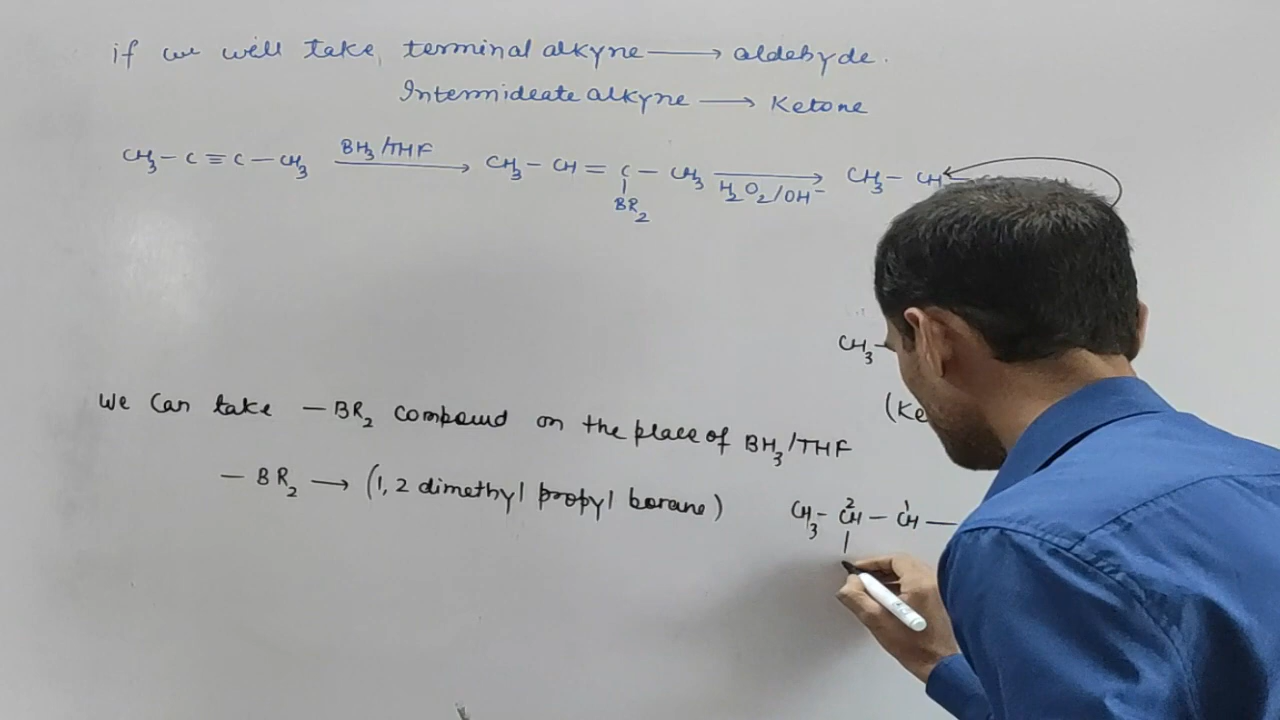 if we will take, terminal alkyne ⟶ aldehyde.
Intermideate alkyne ⟶ Ketone
CH₃ – C ≡ C – CH₃ BH₃/THF ⟶ CH₃ – CH = C – CH₃ ⟶ H₂O₂/OH⁻ CH₃ – CH
BR₂
CH₃ –
(Ke
We Can take – BR₂ compound on the place of BH₃/THF
– BR₂ ⟶ (1, 2 dimethyl propyl borane)
CH₃ – CH – CH –
2 1